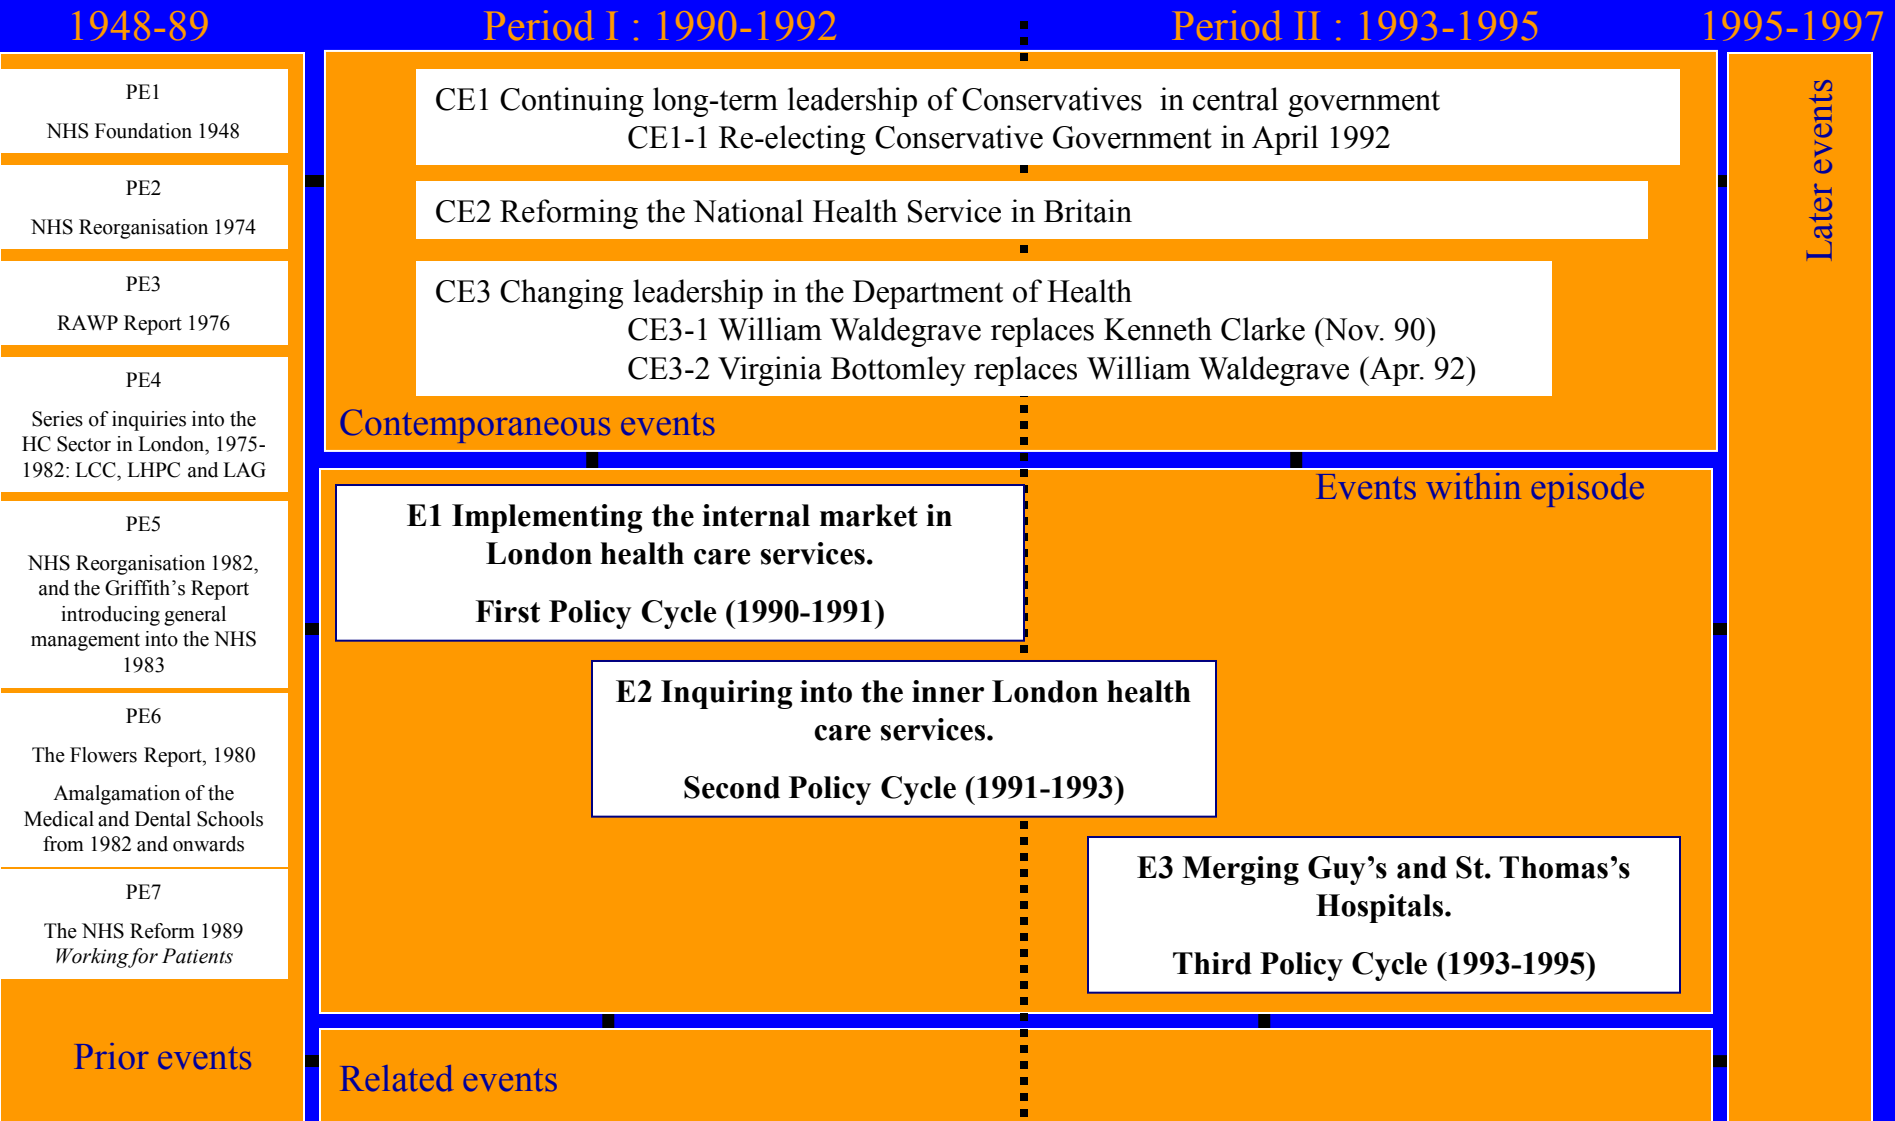 1948-89
Period I : 1990-1992
Period II : 1993-1995
1995-1997
PE1
NHS Foundation 1948
PE2
NHS Reorganisation 1974
PE3
RAWP Report 1976
PE4
Series of inquiries into the
HC Sector in London, 1975-
1982: LCC, LHPC and LAG
PE5
NHS Reorganisation 1982,
and the Griffith’s Report
introducing general
management into the NHS
1983
PE6
The Flowers Report, 1980
Amalgamation of the
Medical and Dental Schools
from 1982 and onwards
PE7
The NHS Reform 1989
Working for Patients
Prior events
CE1 Continuing long-term leadership of Conservatives in central government
CE1-1 Re-electing Conservative Government in April 1992
CE2 Reforming the National Health Service in Britain
CE3 Changing leadership in the Department of Health
CE3-1 William Waldegrave replaces Kenneth Clarke (Nov. 90)
CE3-2 Virginia Bottomley replaces William Waldegrave (Apr. 92)
Contemporaneous events
Events within episode
E1 Implementing the internal market in
London health care services.
First Policy Cycle (1990-1991)
E2 Inquiring into the inner London health
care services.
Second Policy Cycle (1991-1993)
E3 Merging Guy’s and St. Thomas’s
Hospitals.
Third Policy Cycle (1993-1995)
Related events
Later events